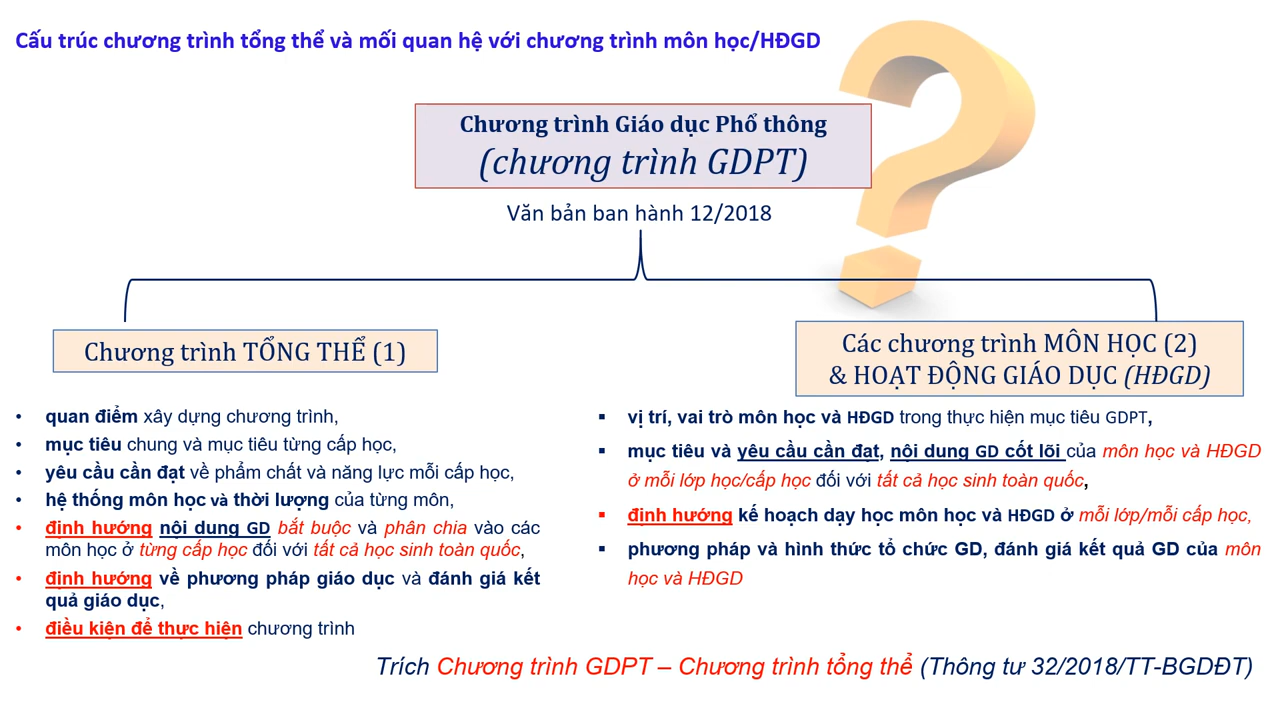 Cấu trúc chương trình tổng thể và mối quan hệ với chương trình môn học/HĐGD
Chương trình Giáo dục Phổ thông
(chương trình GDPT)
Văn bản ban hành 12/2018
Chương trình TỔNG THỂ (1)
• quan điểm xây dựng chương trình,
• mục tiêu chung và mục tiêu từng cấp học,
• yêu cầu cần đạt về phẩm chất và năng lực mỗi cấp học,
• hệ thống môn học và thời lượng của từng môn,
• định hướng nội dung GD bắt buộc và phân chia vào các
môn học ở từng cấp học đối với tất cả học sinh toàn quốc,
• định hướng về phương pháp giáo dục và đánh giá kết
quả giáo dục,
• điều kiện để thực hiện chương trình
Các chương trình MÔN HỌC (2)
& HOẠT ĐỘNG GIÁO DỤC (HĐGD)
▪ vị trí, vai trò môn học và HĐGD trong thực hiện mục tiêu GDPT,
▪ mục tiêu và yêu cầu cần đạt, nội dung GD cốt lõi của môn học và HĐGD
ở mỗi lớp học/cấp học đối với tất cả học sinh toàn quốc,
▪ định hướng kế hoạch dạy học môn học và HĐGD ở mỗi lớp/mỗi cấp học,
▪ phương pháp và hình thức tổ chức GD, đánh giá kết quả GD của môn
học và HĐGD
Trích Chương trình GDPT – Chương trình tổng thể (Thông tư 32/2018/TT-BGDĐT)